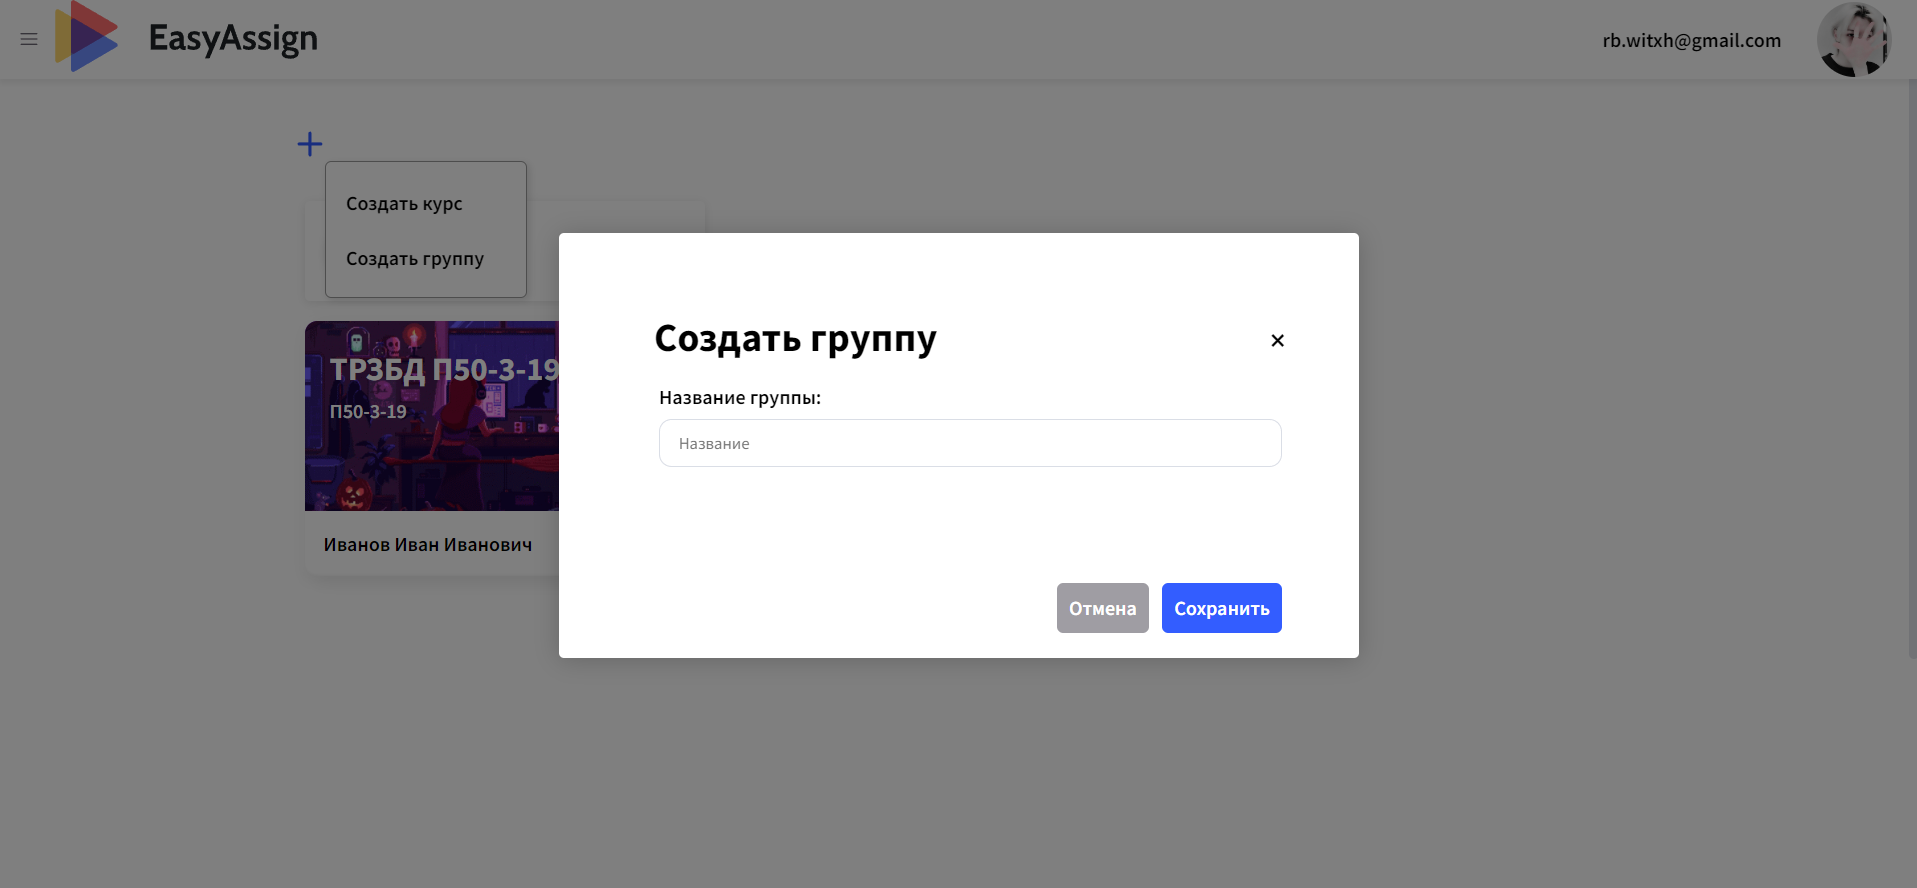 EasyAssign
rb.witxh@gmail.com
Создать курс
Создать группу
ТРЗБД П50-3-19
П50-3-19
Иванов Иван Иванович
Создать группу
Название группы:
Название
Отмена
Сохранить